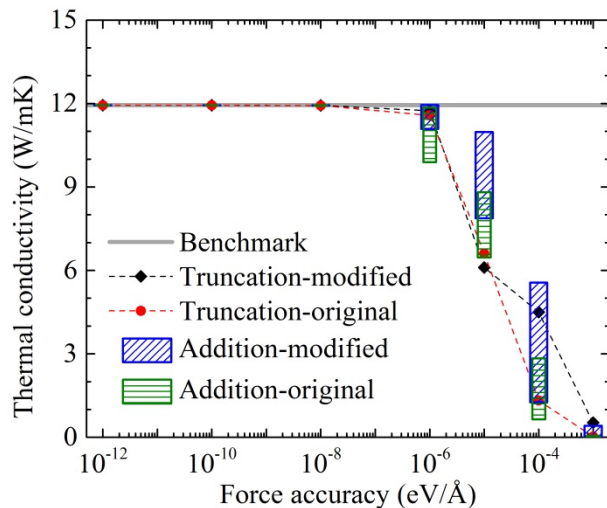 15
12
9
6
3
0
Thermal conductivity (W/mK)
Benchmark
Truncation-modified
Truncation-original
Addition-modified
Addition-original
10⁻¹² 10⁻¹⁰ 10⁻⁸ 10⁻⁶ 10⁻⁴
Force accuracy (eV/Å)